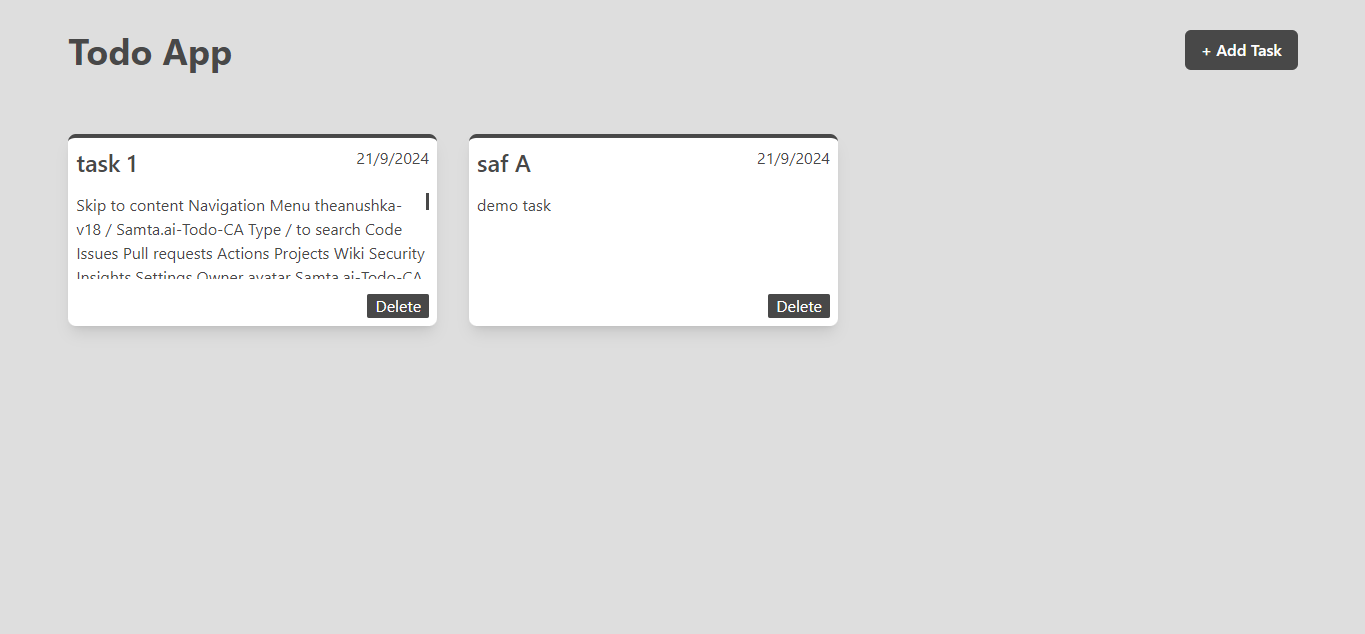 Todo App
+ Add Task
task 1
21/9/2024
Skip to content Navigation Menu theanushka-
v18 / Samta.ai-Todo-CA Type / to search Code
Issues Pull requests Actions Projects Wiki Security
Insights Settings Owner avatar Samta.ai-Todo-CA
Delete
saf A
21/9/2024
demo task
Delete